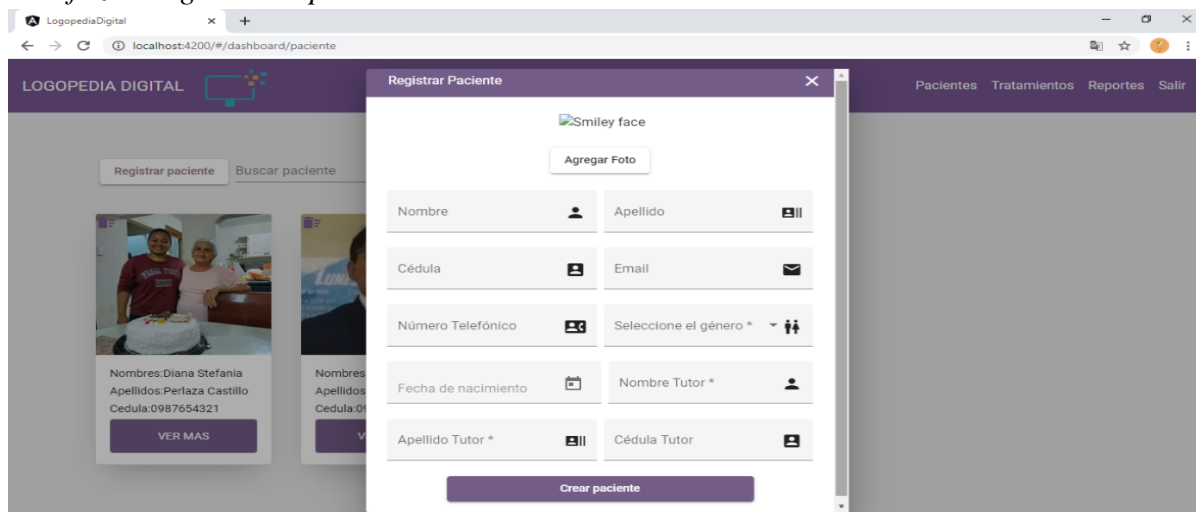 LogopediaDigital
localhost:4200/#/dashboard/paciente
LOGOPEDIA DIGITAL
Pacientes Tratamientos Reportes Salir
Registrar paciente Buscar paciente
Nombres:Diana Stefania
Apellidos:Perlaza Castillo
Cedula:0987654321
VER MAS
Nombres
Apellidos
Cedula:09
Registrar Paciente
Smiley face
Agregar Foto
Nombre Apellido
Cédula Email
Número Telefónico Seleccione el género *
Fecha de nacimiento Nombre Tutor *
Apellido Tutor * Cédula Tutor
Crear paciente